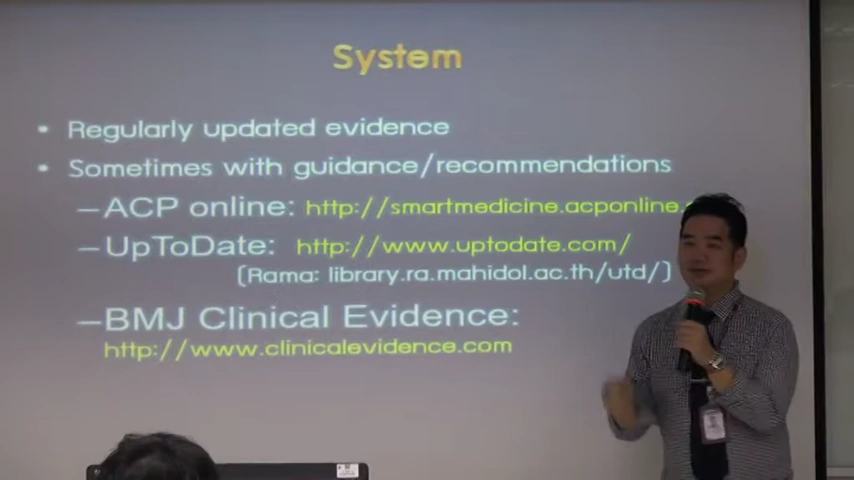 System
• Regularly updated evidence
• Sometimes with guidance/recommendations
–ACP online: http://smartmedicine.acponline.
–UpToDate: http://www.uptodate.com/
(Rama: library.ra.mahidol.ac.th/utd/)
–BMJ Clinical Evidence:
http://www.clinicalevidence.com